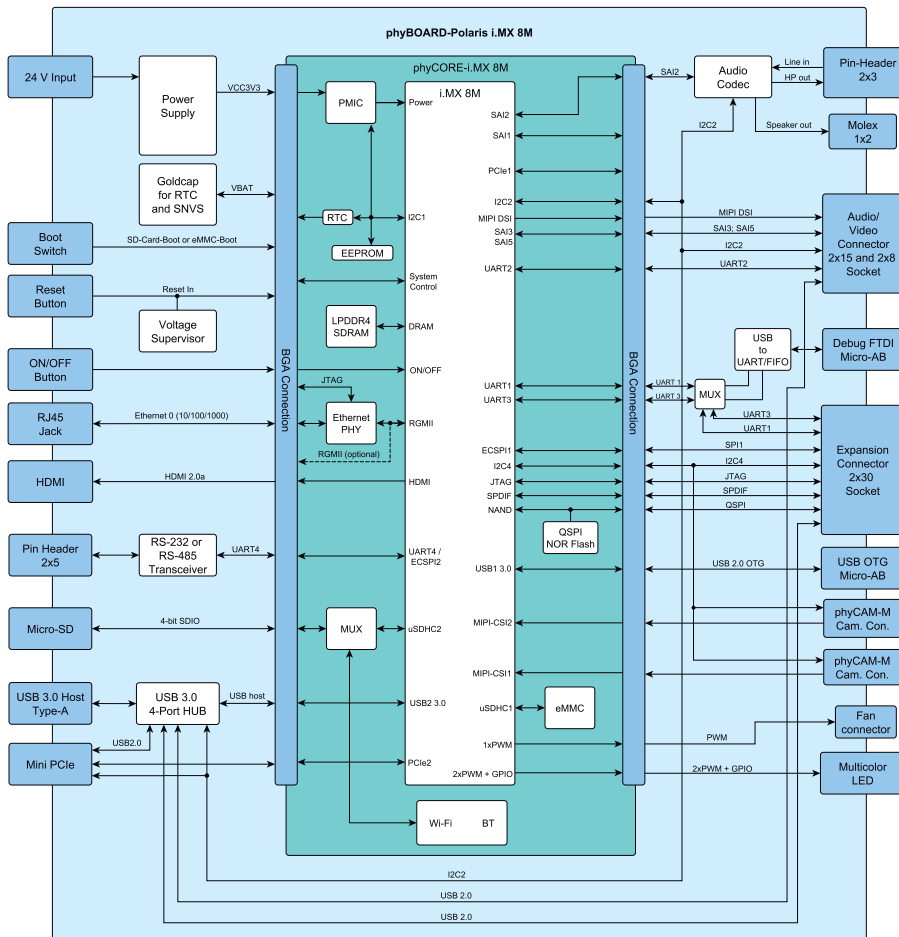 phyBOARD-Polaris i.MX 8M
24 V Input
Power
Supply
VCC3V3
Goldcap
for RTC
and SNVS
VBAT
Boot
Switch
SD-Card-Boot or eMMC-Boot
Reset
Button
Reset In
Voltage
Supervisor
ON/OFF
Button
RJ45
Jack
Ethernet 0 (10/100/1000)
HDMI
HDMI 2.0a
Pin Header
2x5
RS-232 or
RS-485
Transceiver
UART4
Micro-SD
4-bit SDIO
USB 3.0 Host
Type-A
USB 3.0
4-Port HUB
USB host
USB2.0
Mini PCIe
BGA Connection
phyCORE-i.MX 8M
PMIC
RTC
EEPROM
LPDDR4
SDRAM
JTAG
Ethernet
PHY
RGMII (optional)
MUX
Wi-Fi
BT
i.MX 8M
Power
I2C1
System
Control
DRAM
ON/OFF
RGMII
HDMI
UART4 /
ECSPI2
uSDHC2
USB2 3.0
PCIe2
SAI2
SAI1
PCIe1
I2C2
MIPI DSI
SAI3
SAI5
UART2
UART1
UART3
ECSPI1
I2C4
JTAG
SPDIF
NAND
USB1 3.0
MIPI-CSI2
MIPI-CSI1
uSDHC1
1xPWM
2xPWM + GPIO
QSPI
NOR Flash
eMMC
BGA Connection
SAI2
Audio
Codec
Line in
HP out
Pin-Header
2x3
I2C2
Speaker out
Molex
1x2
MIPI DSI
SAI3; SAI5
I2C2
UART2
Audio/
Video
Connector
2x15 and 2x8
Socket
USB
to
UART/FIFO
Debug FTDI
Micro-AB
UART 1
UART 3
MUX
UART3
UART1
SPI1
I2C4
JTAG
SPDIF
QSPI
Expansion
Connector
2x30
Socket
USB 2.0 OTG
USB OTG
Micro-AB
phyCAM-M
Cam. Con.
phyCAM-M
Cam. Con.
PWM
Fan
connector
2xPWM + GPIO
Multicolor
LED
I2C2
USB 2.0
USB 2.0